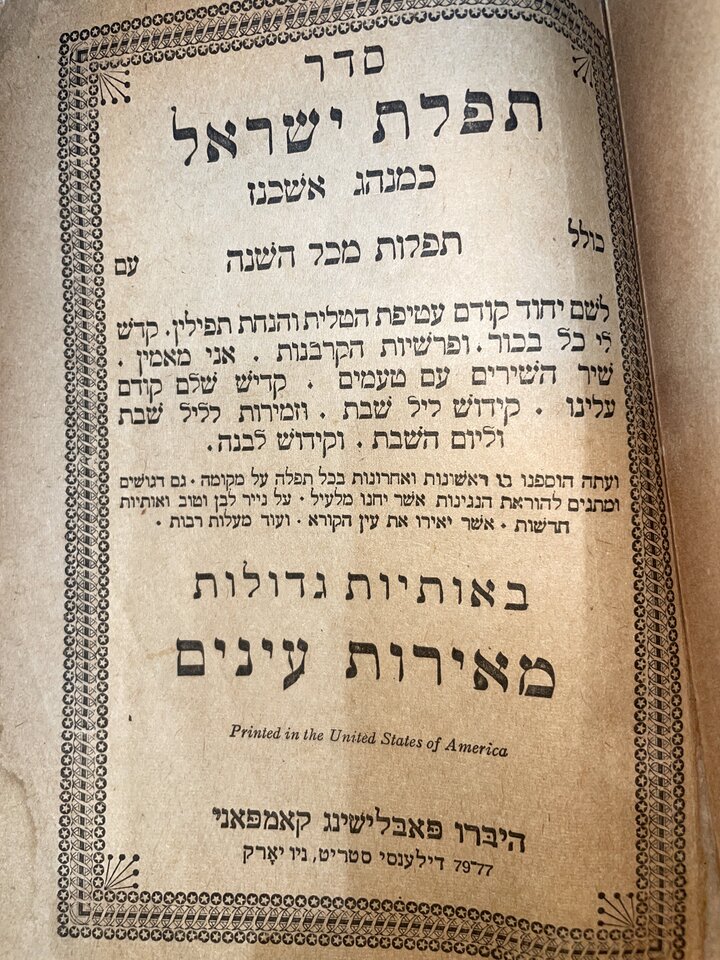 סדר
תפלת ישראל
כמנהג אשכנז
כולל תפלות מכל השנה עם
לשם יחוד קודם עטיפת הטלית והנחת תפילין. קדש
לי כל בכור. ופרשיות הקרבנות. אני מאמין.
שיר השירים עם טעמים. קדיש שלם קודם
עלינו. קידוש ליל שבת. וזמירות לליל שבת
וליום השבת. וקידוש לבנה.
ועתה הוספנו בו ראשונות ואחרונות בכל תפלה על מקומה. גם דגושים
ומתגים להוראת הנגינות אשר יחנו מלעיל. על נייר לבן וטוב ואותיות
חדשות. אשר יאירו את עין הקורא. ועוד מעלות רבות.
באותיות גדולות
מאירות עינים
Printed in the United States of America
היברו פאבלישינג קאמפאני
77־79 דילענסי סטריט, ניו יאָרק